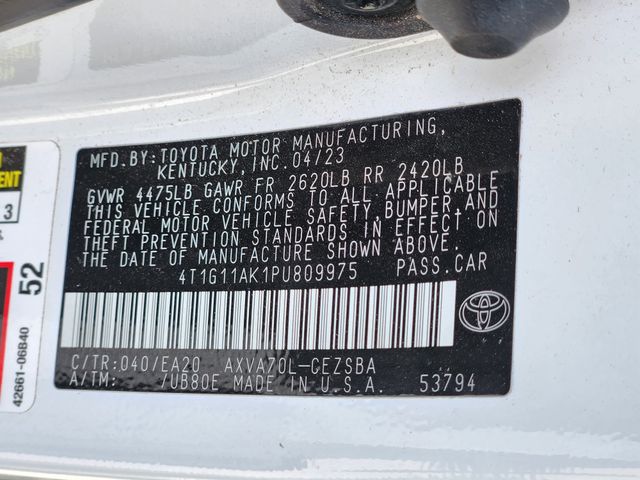 MFD.BY:TOYOTA MOTOR MANUFACTURING,
KENTUCKY, INC. 04/23
GVWR 4475LB GAWR FR 2620LB RR 2420LB
THIS VEHICLE CONFORMS TO ALL APPLICABLE
FEDERAL MOTOR VEHICLE SAFETY, BUMPER, AND
THEFT PREVENTION STANDARDS IN EFFECT ON
THE DATE OF MANUFACTURE SHOWN ABOVE.
4T1G11AK1PU809975 PASS.CAR
C/TR:040/EA20 AXVA70L-CEZSBA
A/TM: /UB80E MADE IN U.S.A. 53794
3
52
42661-06B40